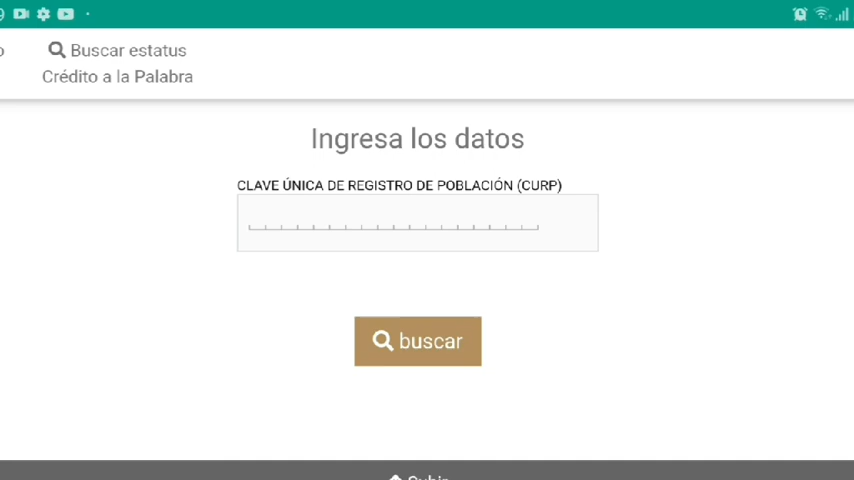 Buscar estatus
Crédito a la Palabra
Ingresa los datos
CLAVE ÚNICA DE REGISTRO DE POBLACIÓN (CURP)
buscar